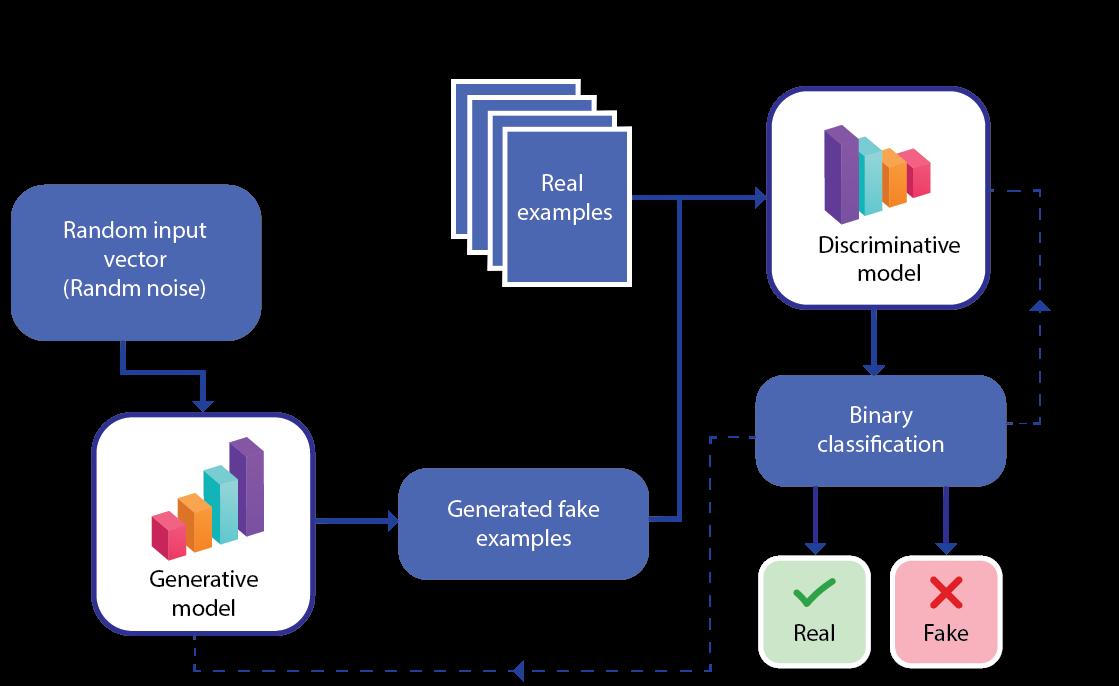 Random input
vector
(Randm noise)
Real
examples
Discriminative
model
Generative
model
Generated fake
examples
Binary
classification
Real
Fake